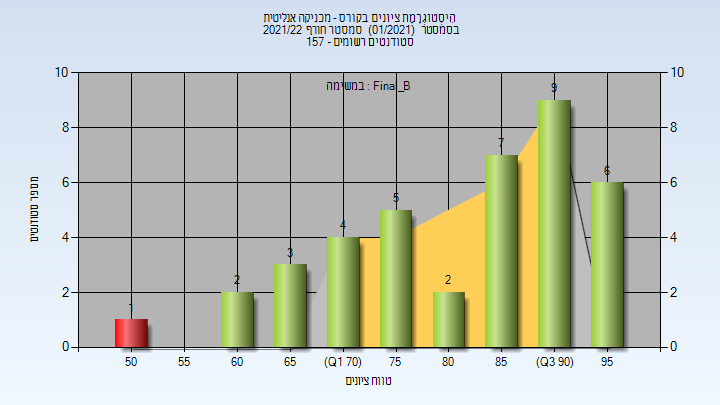 היסטוגרמת ציונים בקורס - מכניקה אנליטית
בסמסטר (01/2021) סמסטר חורף 2021/22
סטודנטים רשומים - 157
במשימה : Final_B
מספר סטודנטים
10 10
8 8
6 6
4 4
2 2
0 0
1 2 3 4 5 2 7 9 6
50 55 60 65 (Q1 70) 75 80 85 (Q3 90) 95
טווח ציונים